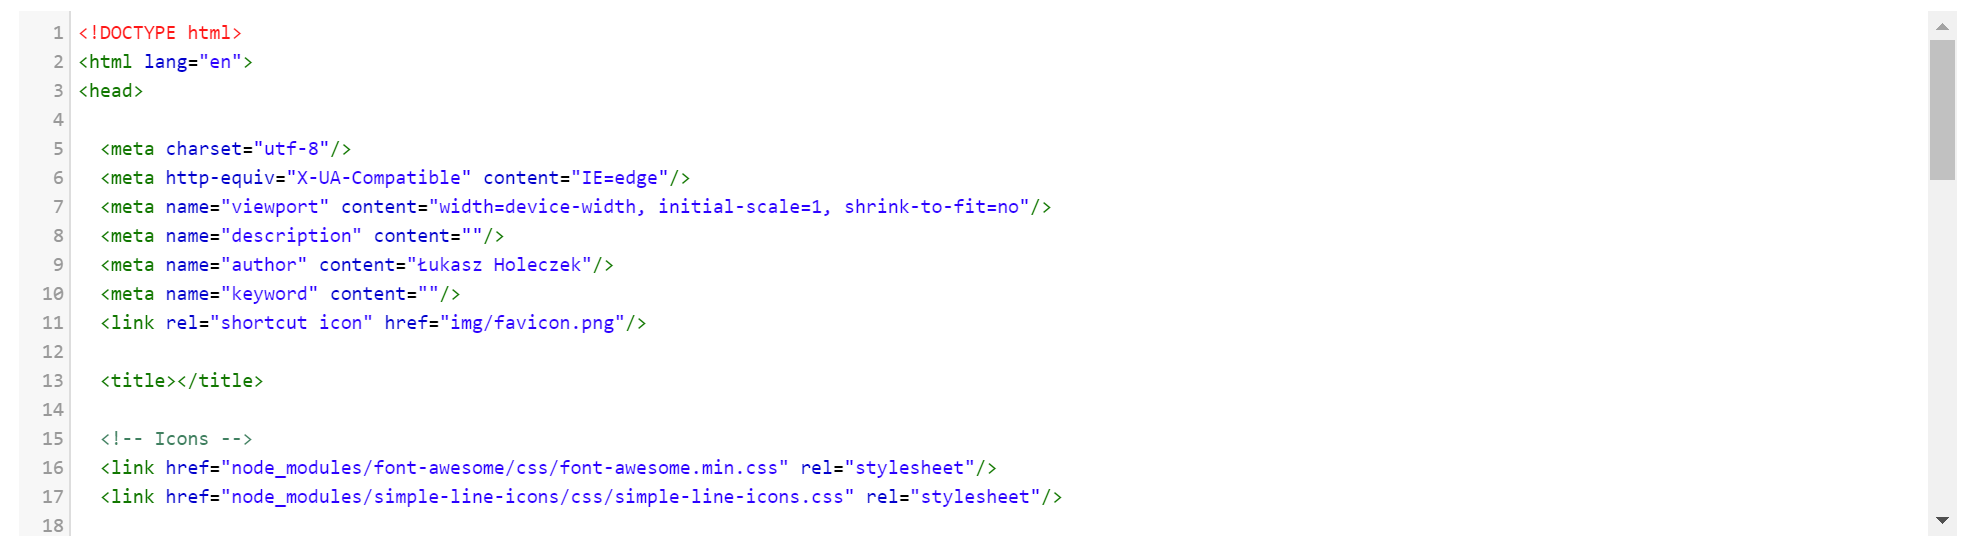 1 <!DOCTYPE html>
2 <html lang="en">
3 <head>
4
5   <meta charset="utf-8"/>
6   <meta http-equiv="X-UA-Compatible" content="IE=edge"/>
7   <meta name="viewport" content="width=device-width, initial-scale=1, shrink-to-fit=no"/>
8   <meta name="description" content=""/>
9   <meta name="author" content="Łukasz Holeczek"/>
10   <meta name="keyword" content=""/>
11   <link rel="shortcut icon" href="img/favicon.png"/>
12
13   <title></title>
14
15   <!-- Icons -->
16   <link href="node_modules/font-awesome/css/font-awesome.min.css" rel="stylesheet"/>
17   <link href="node_modules/simple-line-icons/css/simple-line-icons.css" rel="stylesheet"/>
18